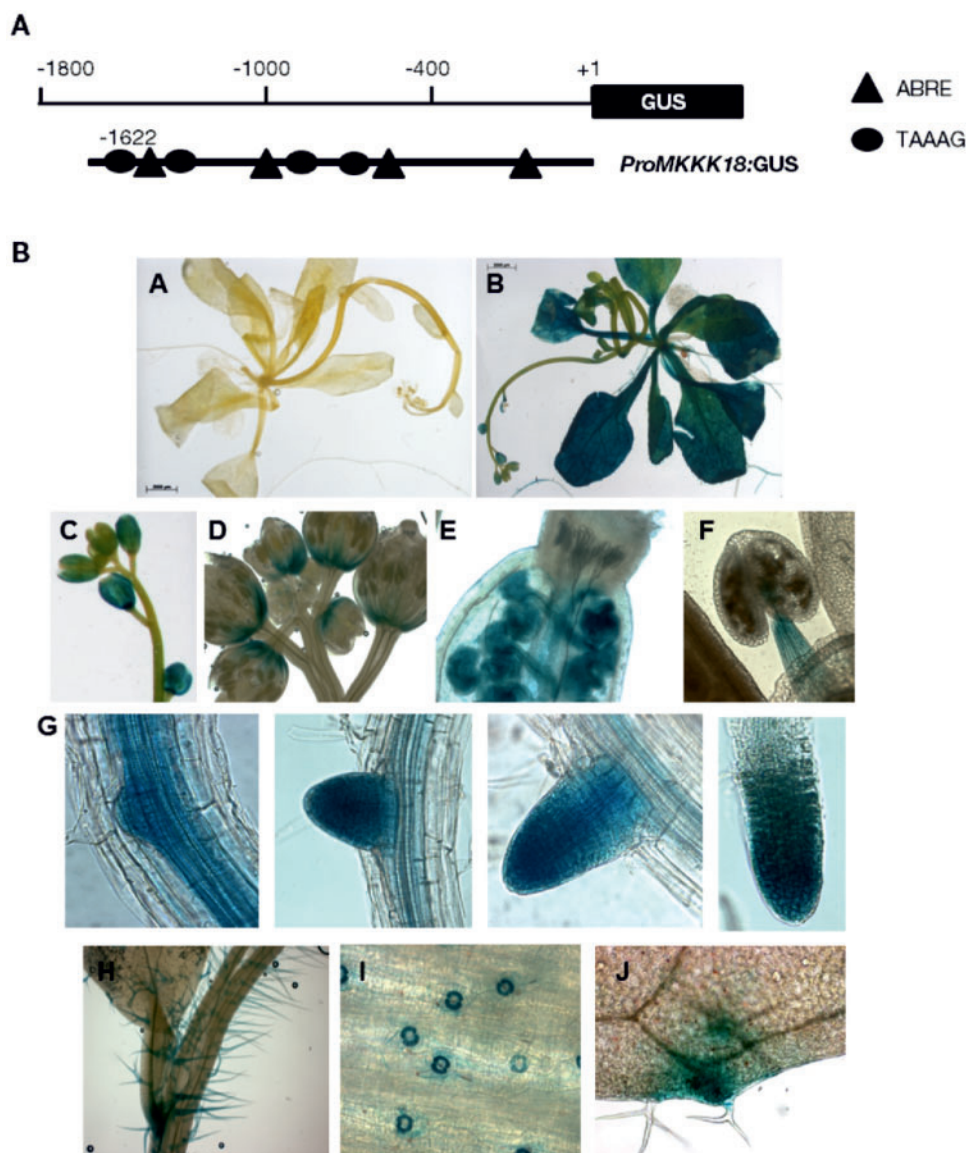 A
-1800 -1000 -400 +1
GUS
ABRE
TAAAG
-1622
ProMKKK18:GUS
B
A B
C D E F
G
H I J